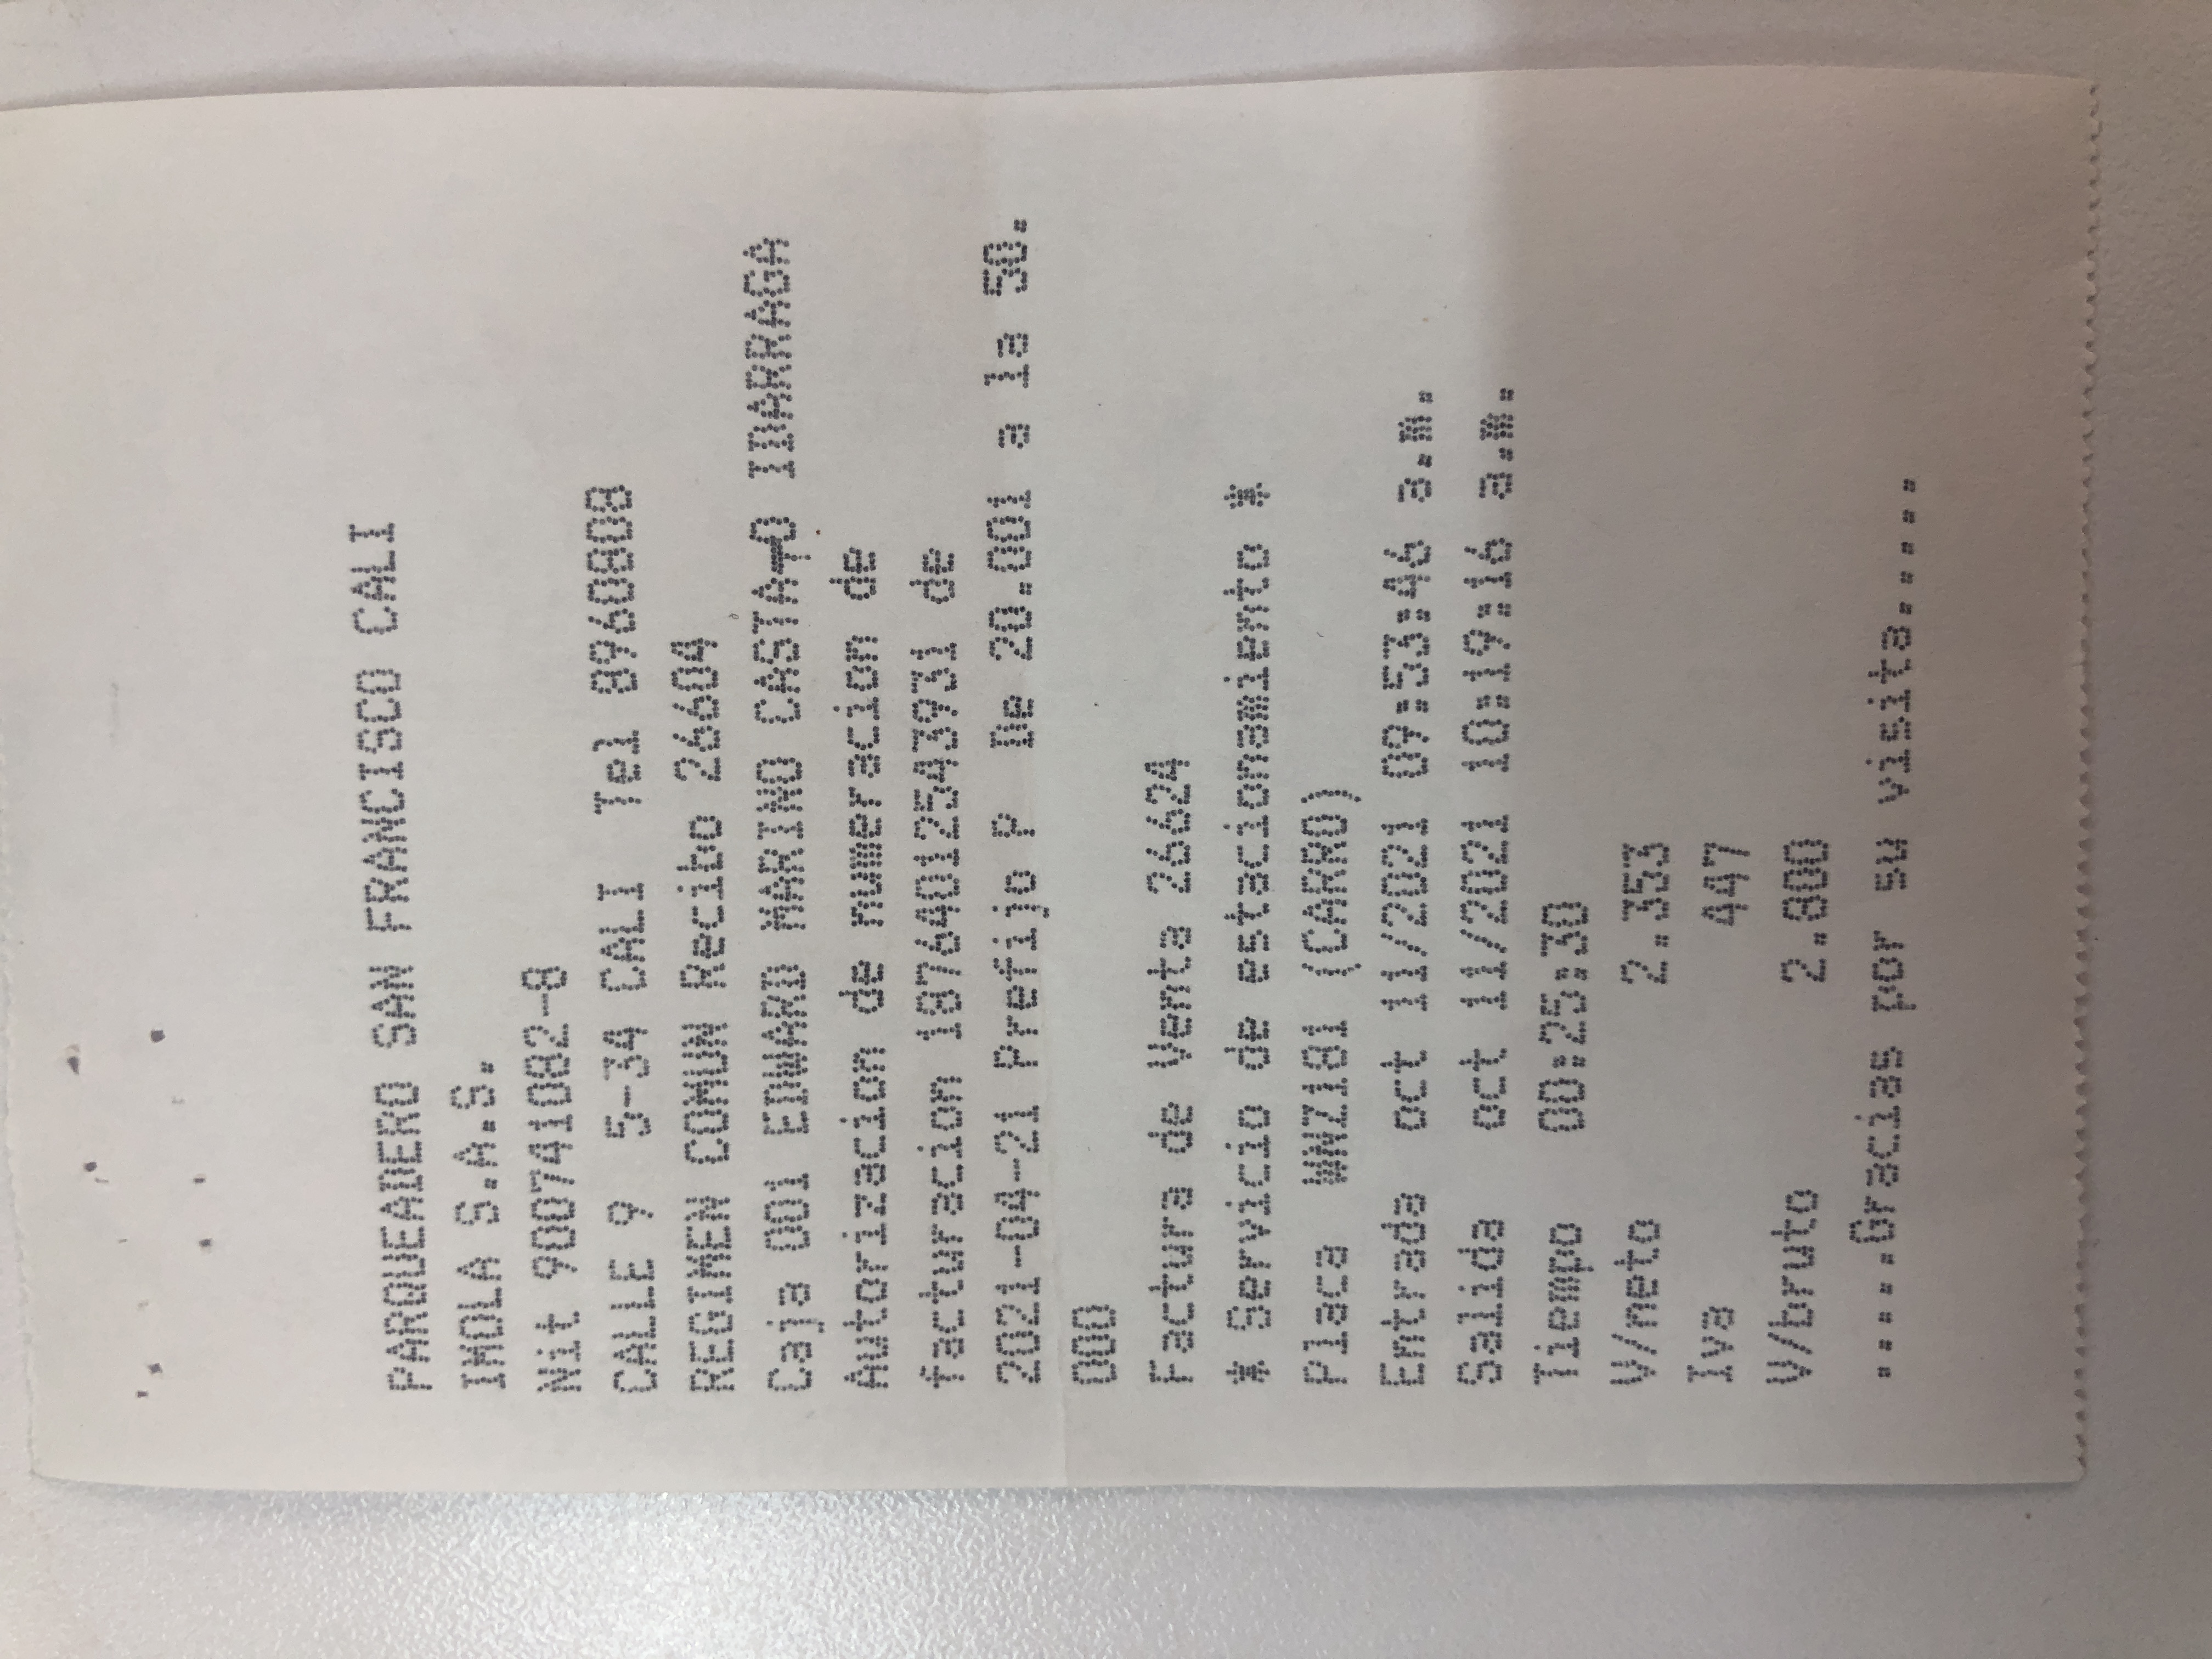 PARQUEADERO SAN FRANCISCO CALI
IMOLA S.A.S.
Nit 900741082-8
CALLE 9 5-34 CALI Tel 8960808
REGIMEN COMUN Recibo 26604
Caja 001 EDWARD MARINO CASTA O IDARRAGA
Autorizacion de numeracion de
facturacion 18764012543931 de
2021-04-21 Prefijo P De 20.001 a la 50.
000
Factura de Venta 26624
* Servicio de estacionamiento *
Placa WNZ181 (CARRO)
Entrada oct 11/2021 09:53:46 a.m.
Salida oct 11/2021 10:19:16 a.m.
Tiempo 00:25:30
V/neto 2.353
Iva 447
V/bruto 2.800
.....Gracias por su visita......